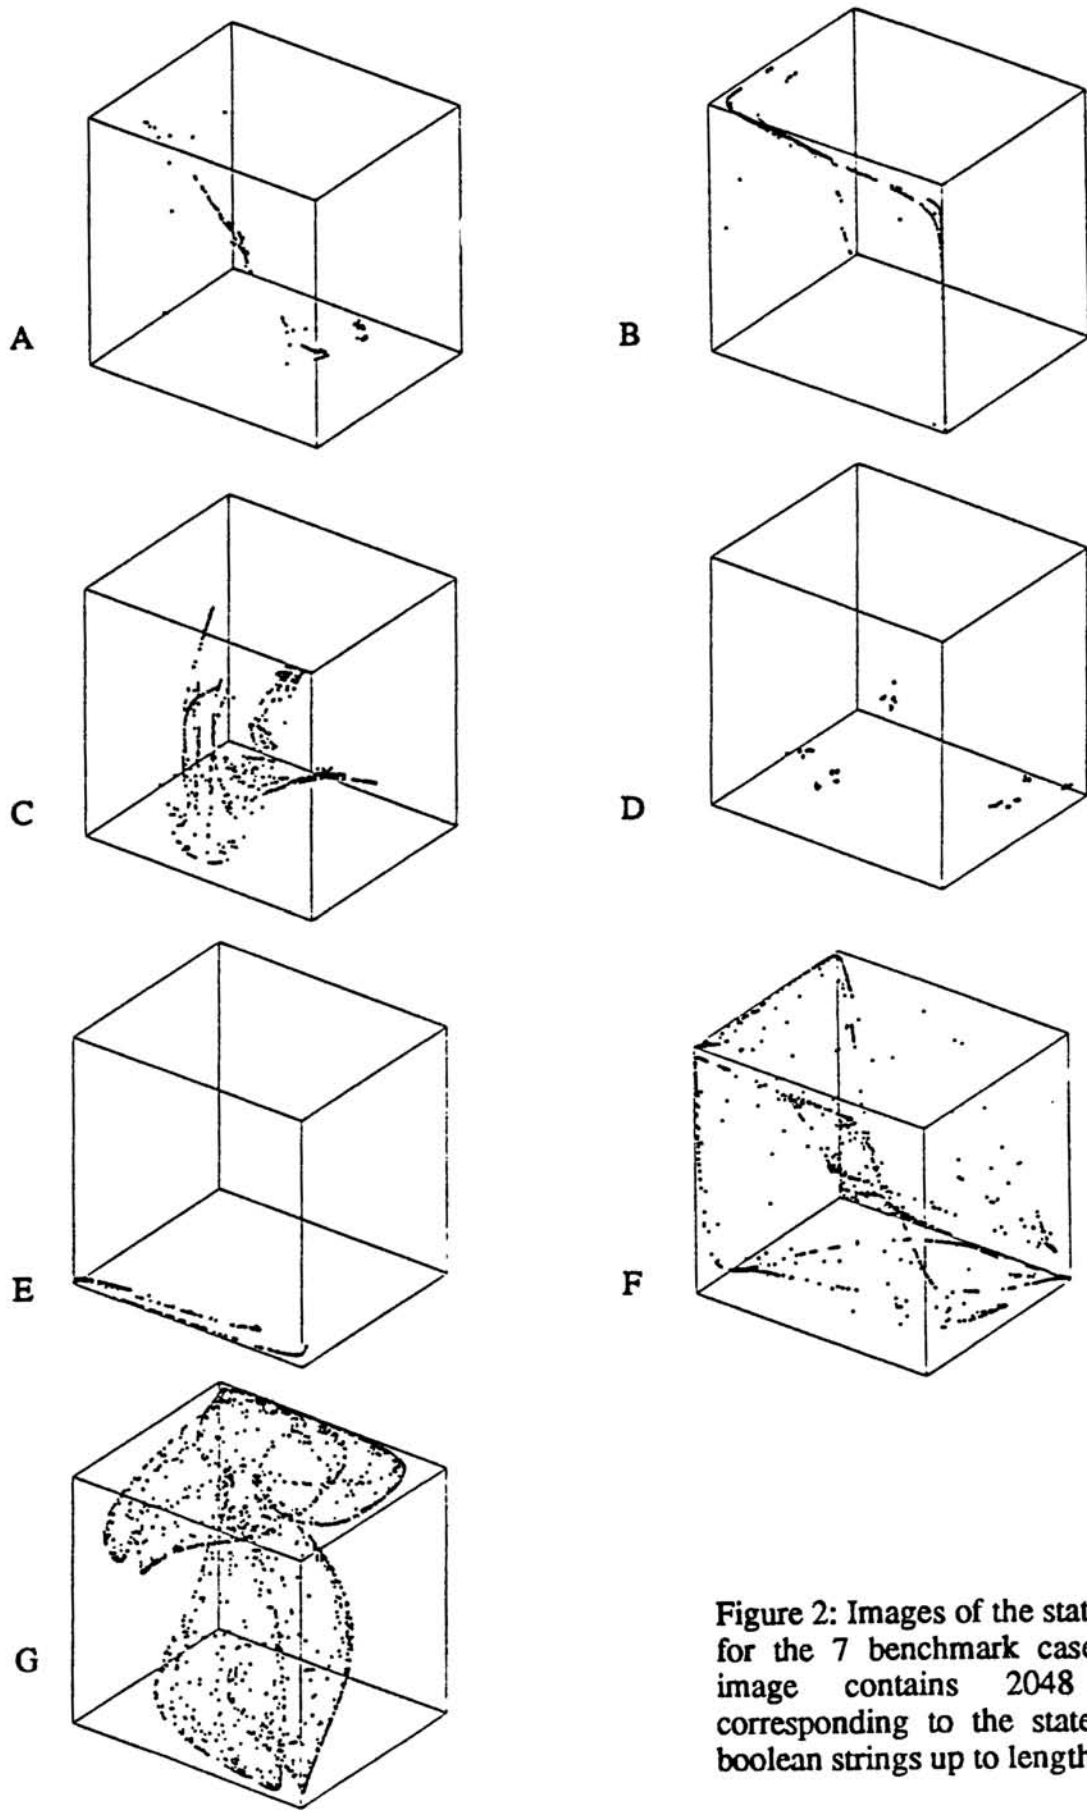 A
B
C
D
E
F
G
Figure 2: Images of the stat
for the 7 benchmark case
image contains 2048
corresponding to the state
boolean strings up to length